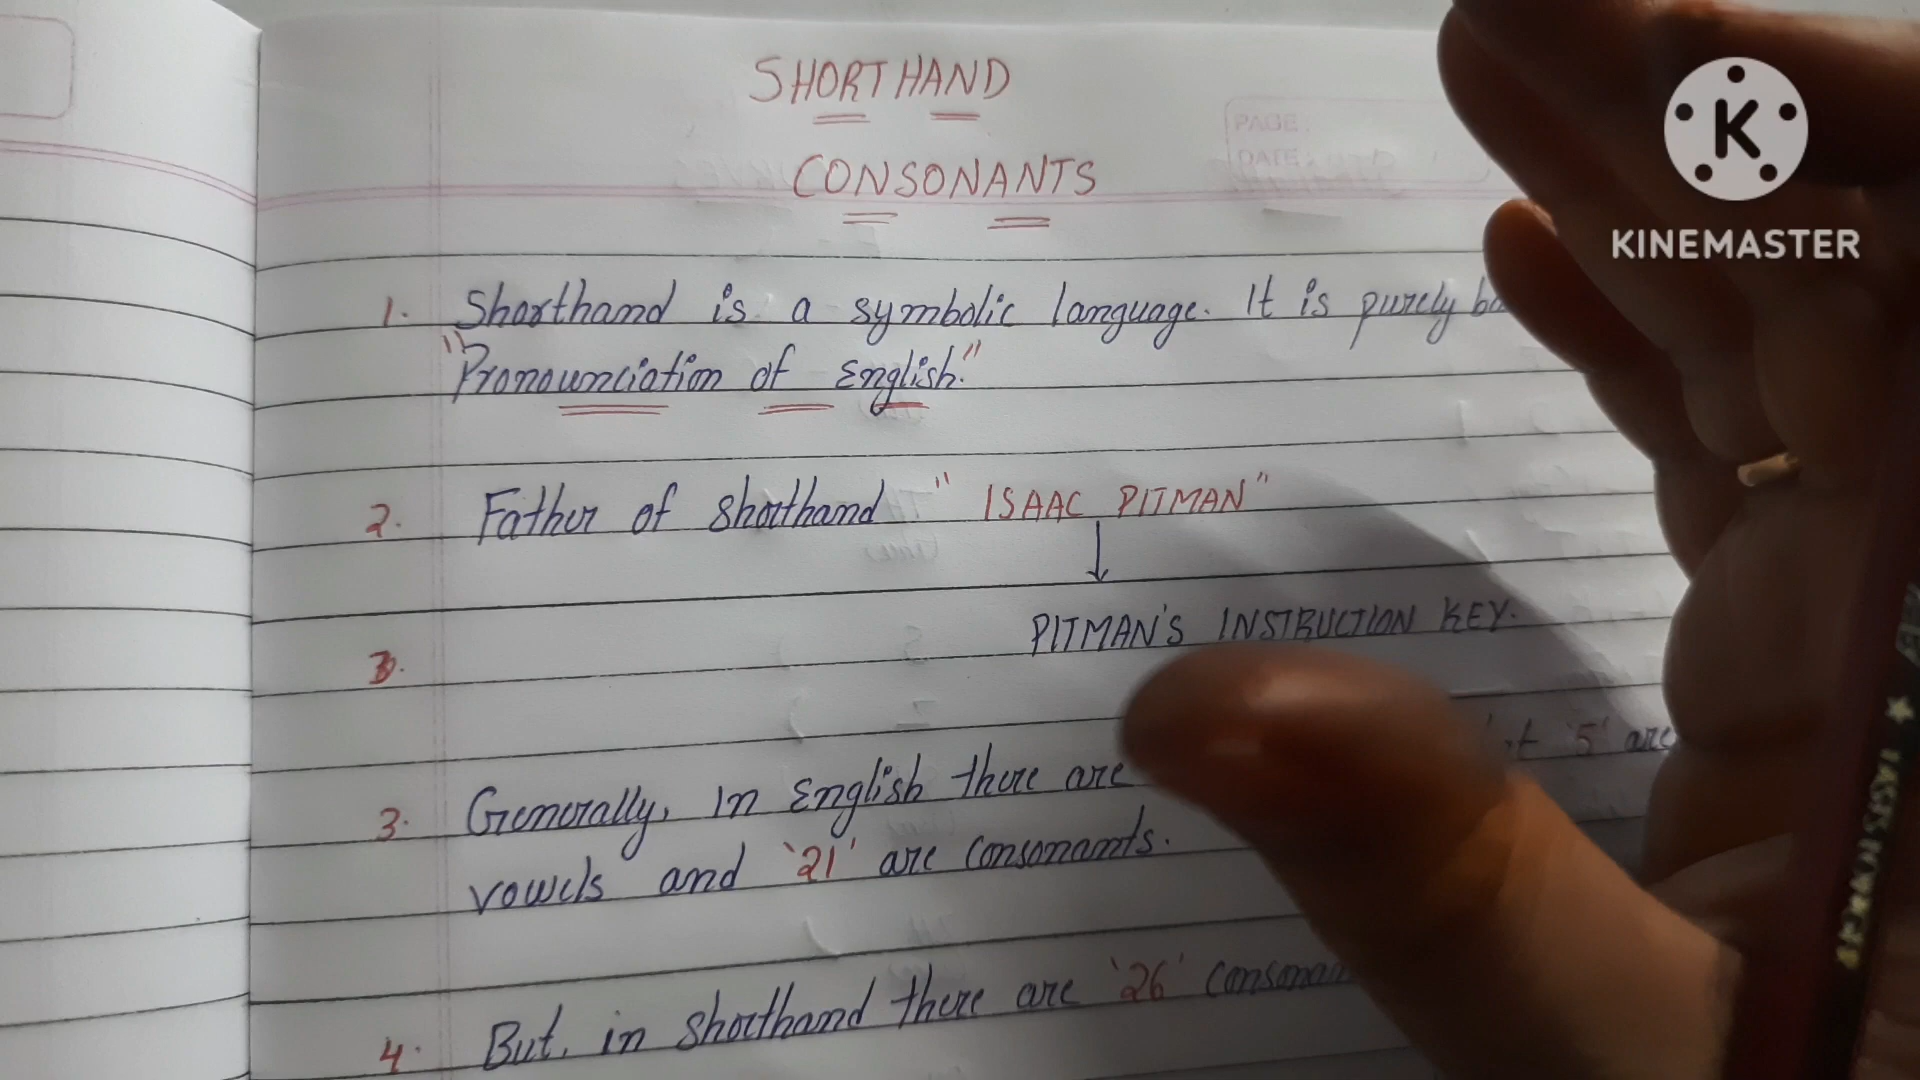 SHORTHAND
PAGE:
DATE:
CONSONANTS
KINEMASTER
1. Shorthand is a symbolic language. It is purely
"Pronounciation of English."
2. Father of Shorthand "ISAAC PITMAN"
PITMAN'S INSTRUCTION KEY.
3.
3. Generally, in English there are '5' are
vowels and '21' are consonants.
4. But, in Shorthand there are '26'